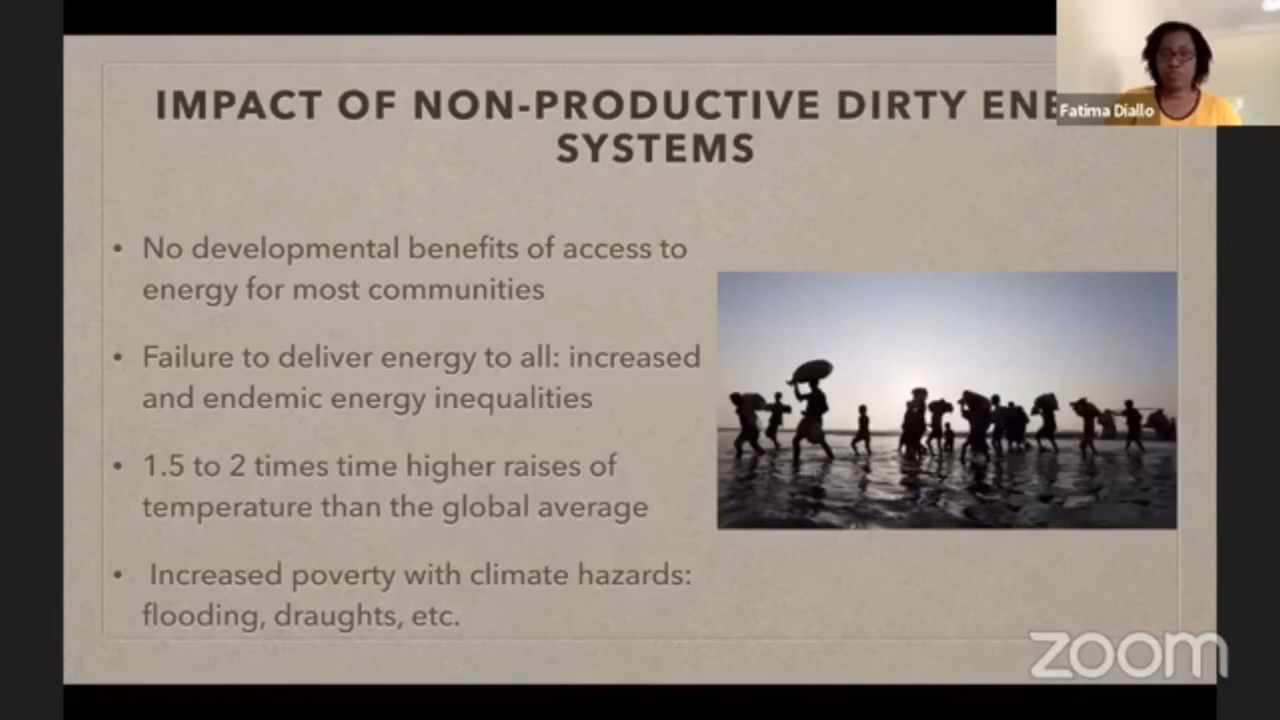 IMPACT OF NON-PRODUCTIVE DIRTY ENE
SYSTEMS
Fatima Diallo
• No developmental benefits of access to
energy for most communities
• Failure to deliver energy to all: increased
and endemic energy inequalities
• 1.5 to 2 times time higher raises of
temperature than the global average
• Increased poverty with climate hazards:
flooding, draughts, etc.
zoom